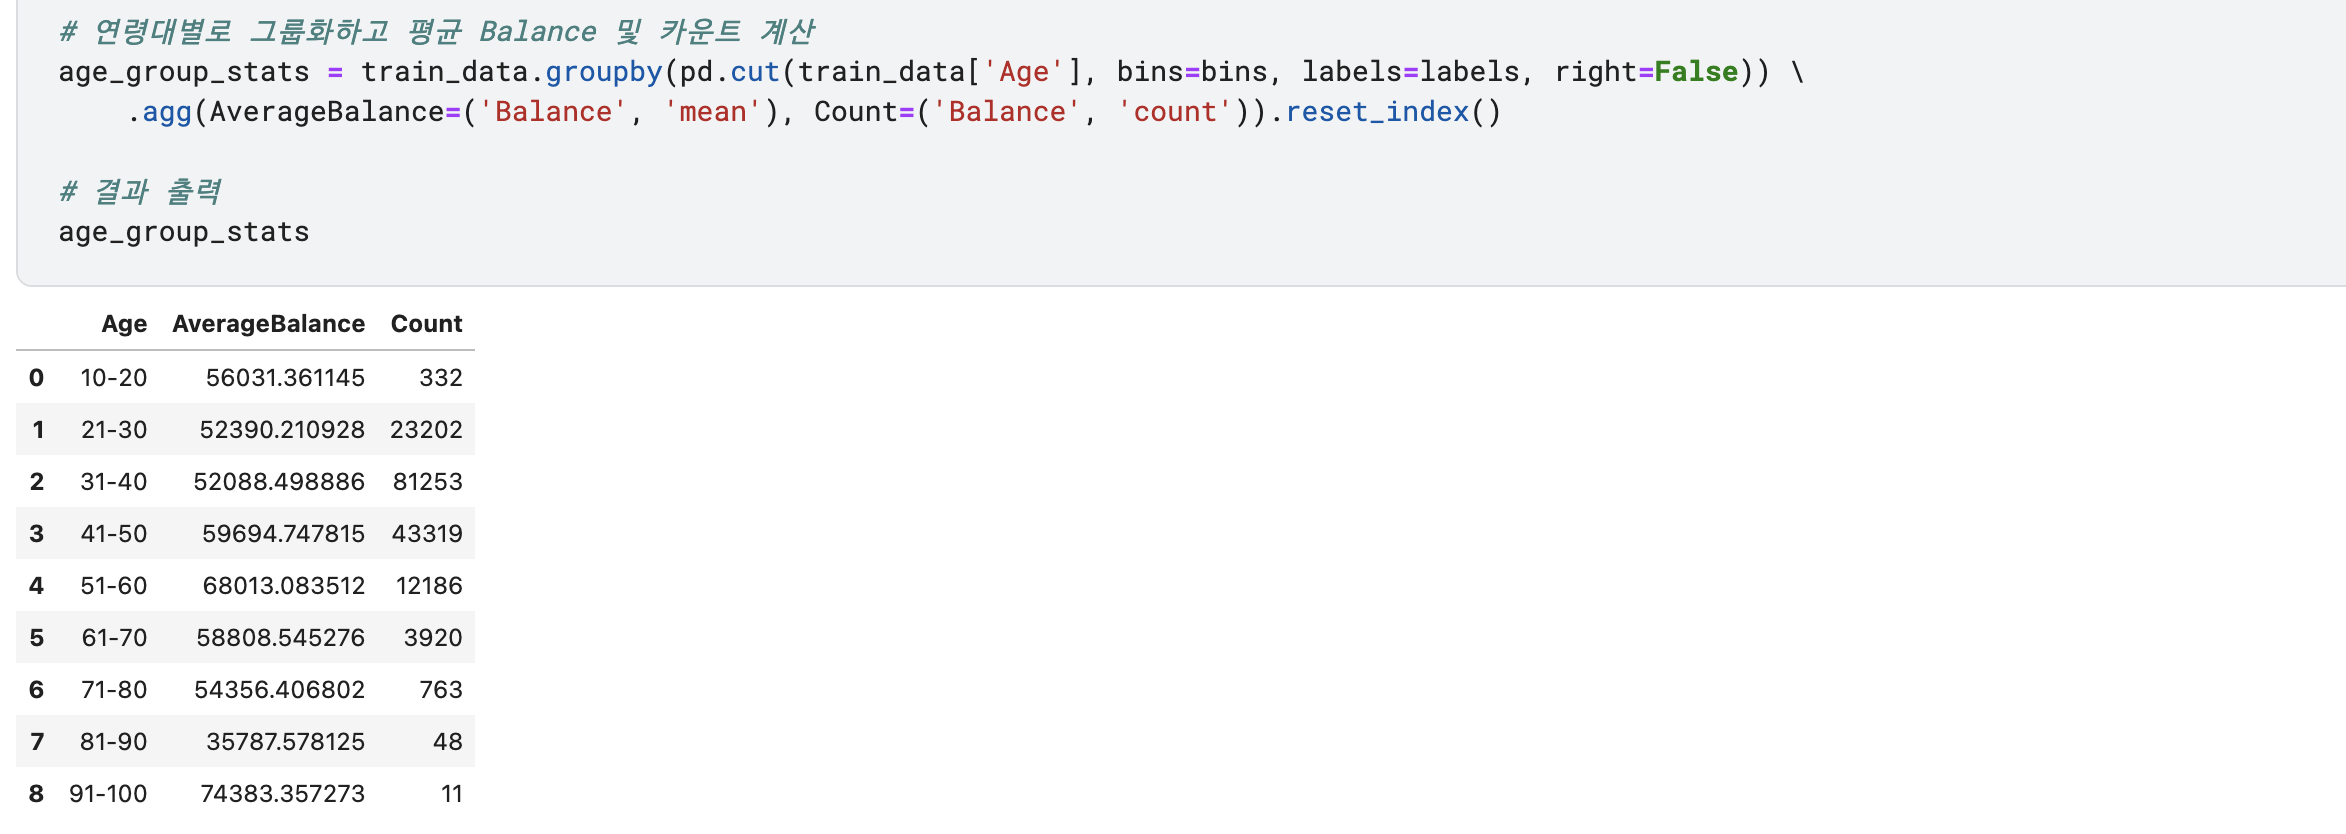 # 연령대별로 그룹화하고 평균 Balance 및 카운트 계산
age_group_stats = train_data.groupby(pd.cut(train_data['Age'], bins=bins, labels=labels, right=False)) \
    .agg(AverageBalance=('Balance', 'mean'), Count=('Balance', 'count')).reset_index()
# 결과 출력
age_group_stats
Age AverageBalance Count
0 10-20 56031.361145 332
1 21-30 52390.210928 23202
2 31-40 52088.498886 81253
3 41-50 59694.747815 43319
4 51-60 68013.083512 12186
5 61-70 58808.545276 3920
6 71-80 54356.406802 763
7 81-90 35787.578125 48
8 91-100 74383.357273 11